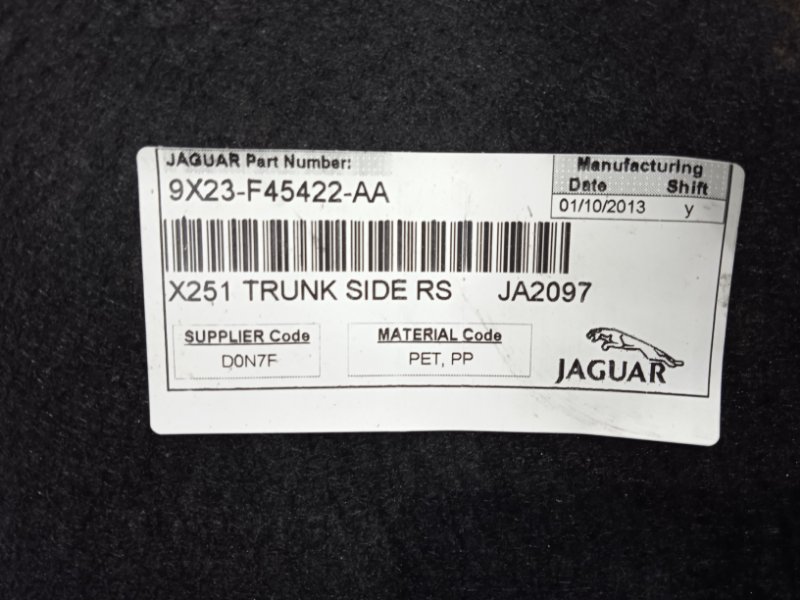 JAGUAR Part Number:
9X23-F45422-AA
Manufacturing
Date Shift
01/10/2013 y
X251 TRUNK SIDE RS JA2097
SUPPLIER Code
D0N7F
MATERIAL Code
PET, PP
JAGUAR